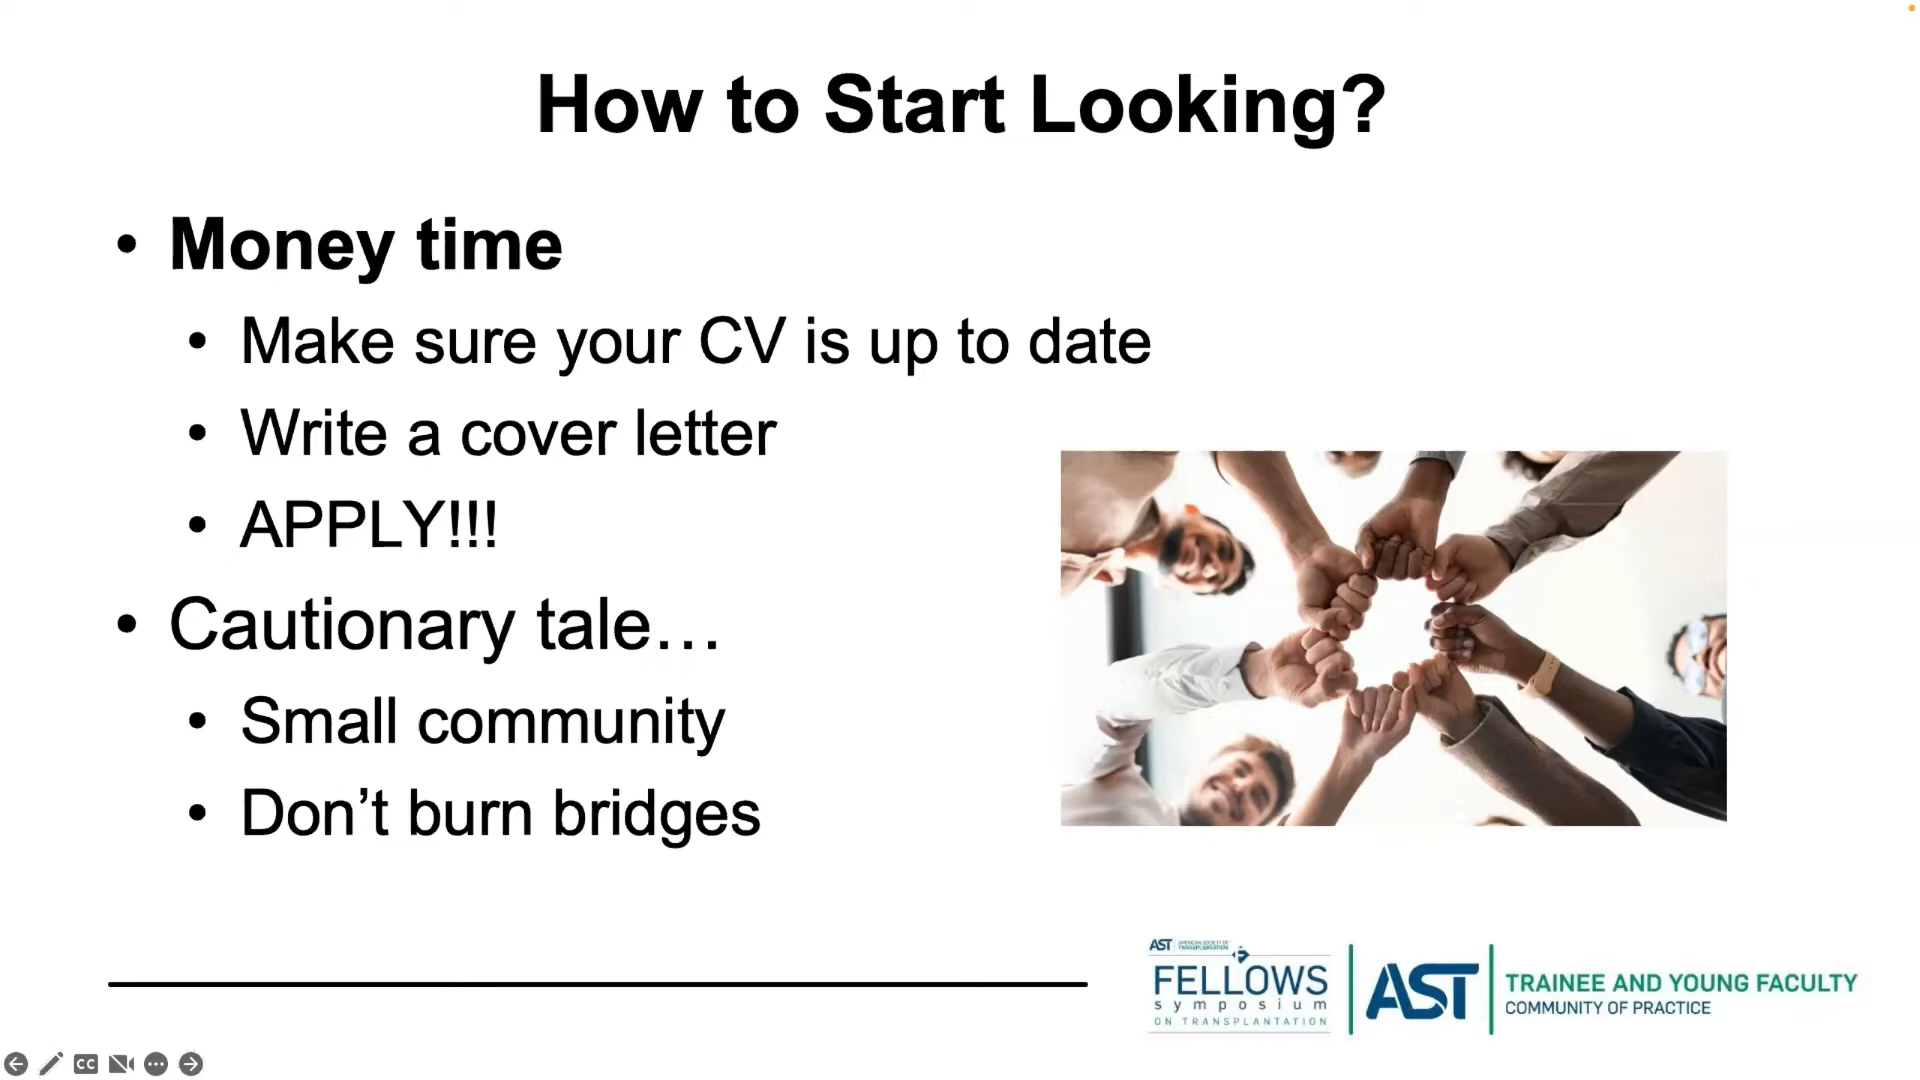 How to Start Looking?
• Money time
• Make sure your CV is up to date
• Write a cover letter
• APPLY!!!
• Cautionary tale…
• Small community
• Don’t burn bridges
AST AMERICAN SOCIETY OF TRANSPLANTATION
FELLOWS
symposium
ON TRANSPLANTATION
AST
TRAINEE AND YOUNG FACULTY
COMMUNITY OF PRACTICE
CC